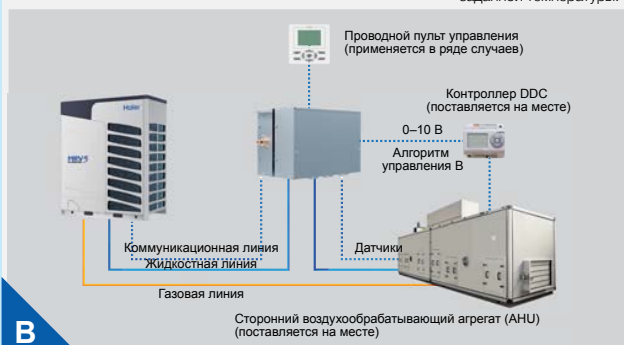 заданной температуры
Проводной пульт управления
(применяется в ряде случаев)
Контроллер DDC
(поставляется на месте)
Haier
MRV5
0–10 В
Алгоритм
управления B
Коммуникационная линия
Датчики
Жидкостная линия
Газовая линия
Сторонний воздухообрабатывающий агрегат (AHU)
(поставляется на месте)
B